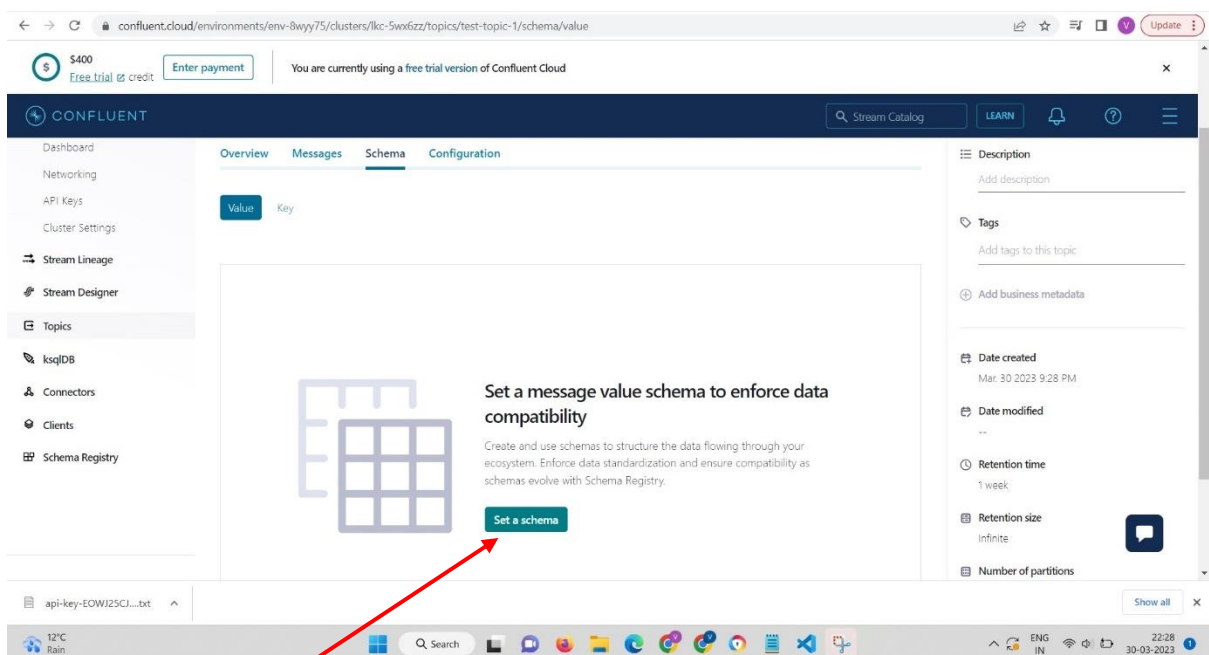 confluent.cloud/environments/env-8wyy75/clusters/lkc-5wx6zz/topics/test-topic-1/schema/value
V
Update
$
$400
Free trial credit
Enter payment
You are currently using a free trial version of Confluent Cloud
CONFLUENT
Stream Catalog
LEARN
Dashboard
Networking
API Keys
Cluster Settings
Stream Lineage
Stream Designer
Topics
ksqlDB
Connectors
Clients
Schema Registry
Overview Messages Schema Configuration
Value Key
Set a message value schema to enforce data
compatibility
Create and use schemas to structure the data flowing through your
ecosystem. Enforce data standardization and ensure compatibility as
schemas evolve with Schema Registry.
Set a schema
Description
Add description
Tags
Add tags to this topic
Add business metadata
Date created
Mar. 30 2023 9:28 PM
Date modified
--
Retention time
1 week
Retention size
Infinite
Number of partitions
api-key-EOWJ25CJ....txt
Show all
12°C
Rain
Search
ENG
IN
22:28
30-03-2023
1